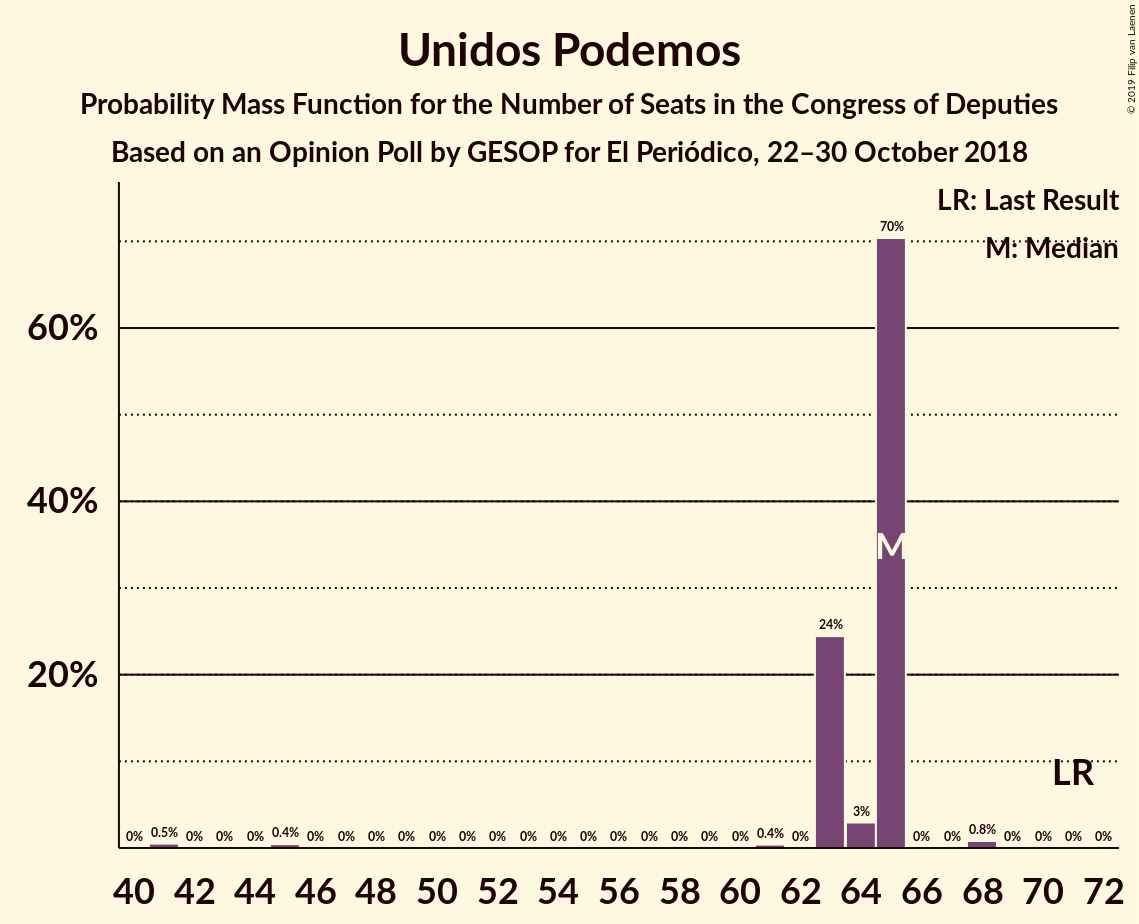 Unidos Podemos
Probability Mass Function for the Number of Seats in the Congress of Deputies
Based on an Opinion Poll by GESOP for El Periódico, 22–30 October 2018
© 2019 Filip van Laenen
LR: Last Result
M: Median
60%
40%
20%
0% 0.5% 0% 0% 0% 0.4% 0% 0% 0% 0% 0% 0% 0% 0% 0% 0% 0% 0% 0% 0% 0% 0.4% 0% 24% 3% 70% 0% 0% 0.8% 0% 0% 0% 0%
M
LR
40 42 44 46 48 50 52 54 56 58 60 62 64 66 68 70 72